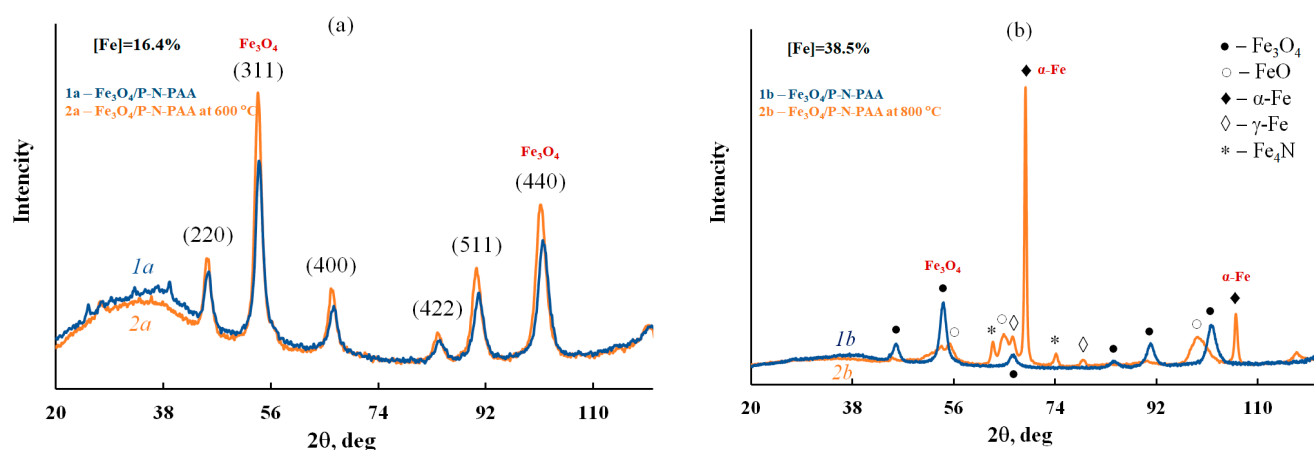 (a)
[Fe]=16.4%
Fe₃O₄
(311)
1a – Fe₃O₄/P-N-PAA
2a – Fe₃O₄/P-N-PAA at 600 °C
Fe₃O₄
(440)
(220)
(511)
(400)
(422)
1a
2a
Intencity
20 38 56 74 92 110
2θ, deg
(b)
[Fe]=38.5%
● – Fe₃O₄
○ – FeO
◆ – α-Fe
◊ – γ-Fe
* – Fe₄N
α-Fe
1b – Fe₃O₄/P-N-PAA
2b – Fe₃O₄/P-N-PAA at 800 °C
Fe₃O₄
α-Fe
*
*
1b
2b
Intencity
20 38 56 74 92 110
2θ, deg